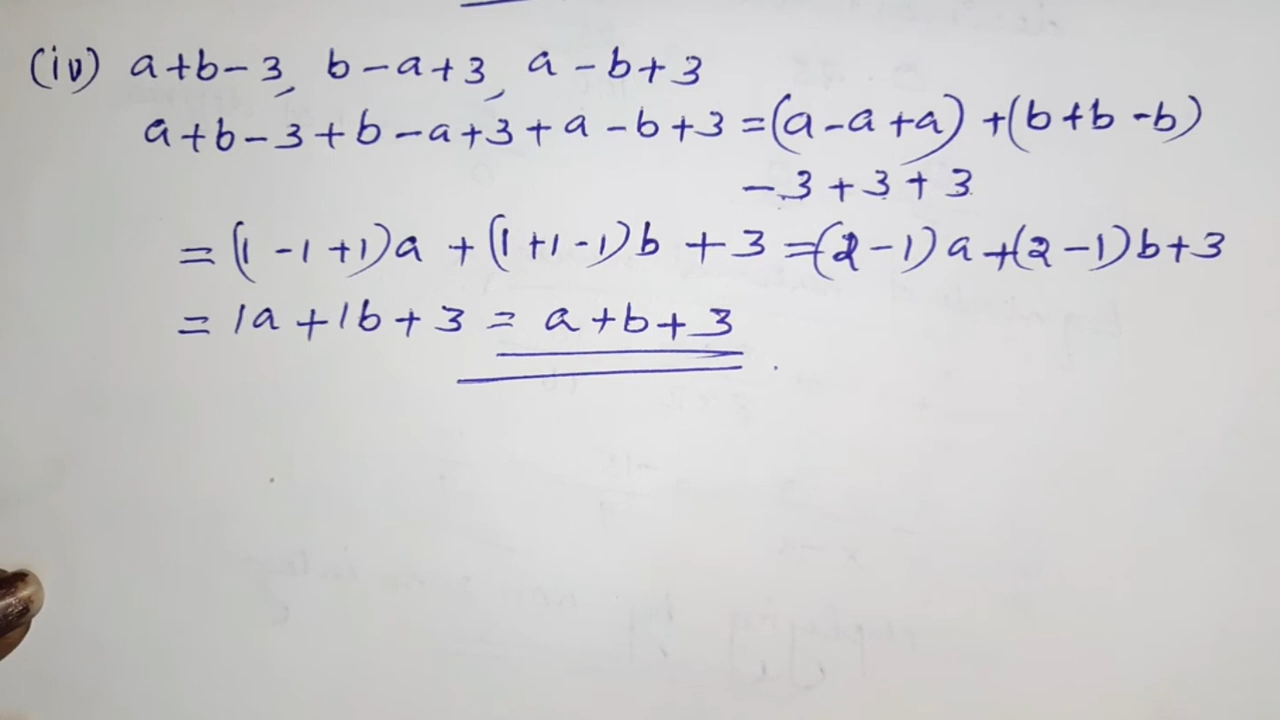 (iv) a+b-3, b-a+3, a-b+3
a+b-3+b-a+3+a-b+3=(a-a+a)+(b+b-b)
-3+3+3
=(1-1+1)a+(1+1-1)b+3=(2-1)a+(2-1)b+3
=1a+1b+3=a+b+3